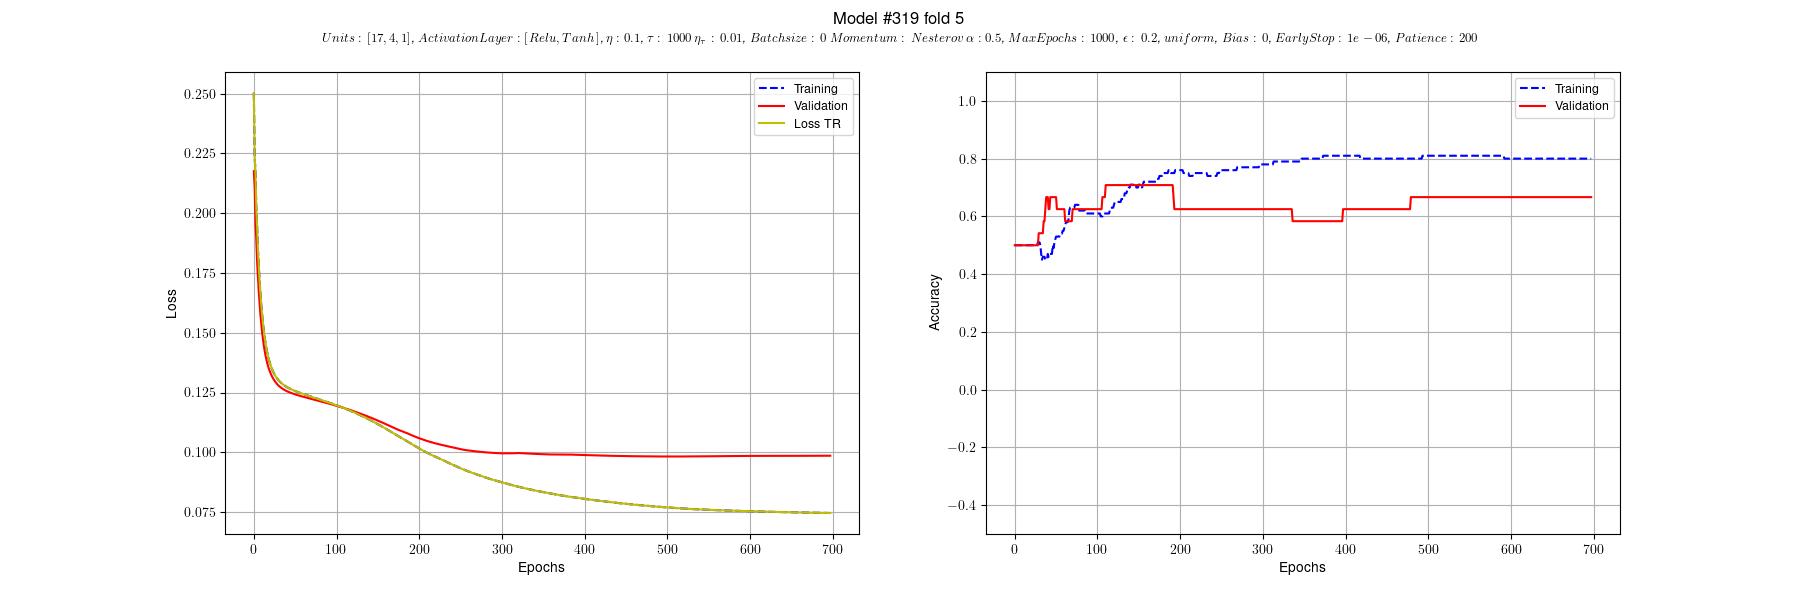 Model #319 fold 5
Units : [17, 4, 1], ActivationLayer : [Relu, Tanh], η : 0.1, τ : 1000 η_τ : 0.01, Batchsize : 0 Momentum : Nesterov α : 0.5, MaxEpochs : 1000, ϵ : 0.2, uniform, Bias : 0, EarlyStop : 1e − 06, Patience : 200
Training
Validation
Loss TR
0.250
0.225
0.200
0.175
0.150
0.125
0.100
0.075
Loss
0 100 200 300 400 500 600 700
Epochs
Training
Validation
1.0
0.8
0.6
0.4
0.2
0.0
−0.2
−0.4
Accuracy
0 100 200 300 400 500 600 700
Epochs